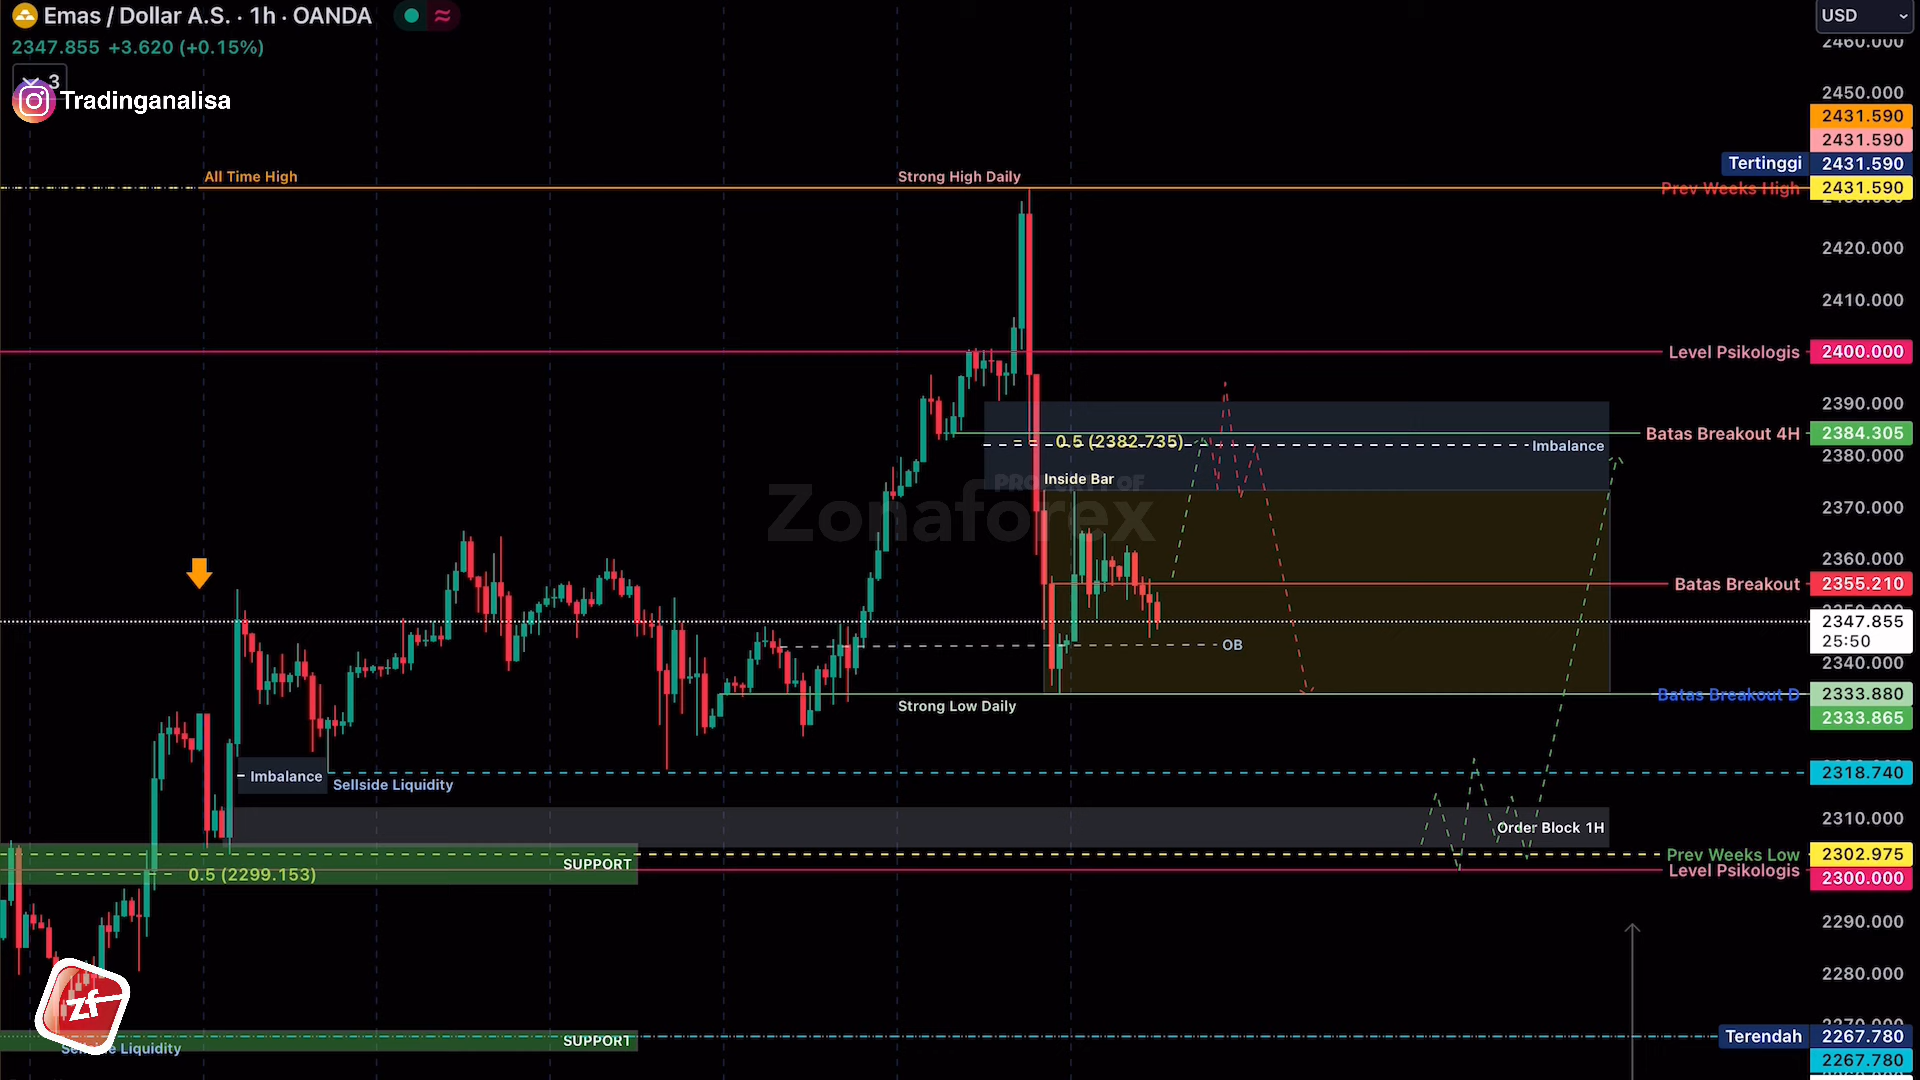 Emas / Dollar A.S. · 1h · OANDA
2347.855 +3.620 (+0.15%)
3
Tradinganalisa
USD
2460.000
2450.000
2431.590
2431.590
Tertinggi 2431.590
Prev Weeks High 2431.590
All Time High
Strong High Daily
2420.000
2410.000
Level Psikologis 2400.000
2390.000
Batas Breakout 4H 2384.305
0.5 (2382.735)
Imbalance
2380.000
Inside Bar
PROPERTY OF
Zonaforex
2370.000
2360.000
Batas Breakout 2355.210
2347.855
25:50
OB
2340.000
Batas Breakout D 2333.880
2333.865
Strong Low Daily
Imbalance
Sellside Liquidity
2318.740
2310.000
Order Block 1H
SUPPORT
Prev Weeks Low 2302.975
Level Psikologis 2300.000
0.5 (2299.153)
2290.000
2280.000
zf
SUPPORT
Terendah 2267.780
Liquidity
2267.780